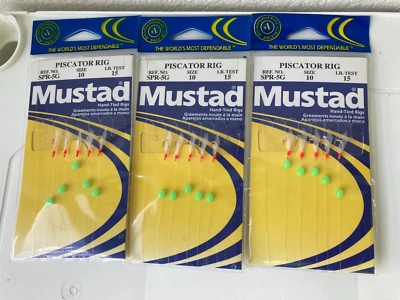 THE WORLD'S MOST DEPENDABLE
PISCATOR RIG
REF. NO. SIZE LB. TEST
SPR-5G 10 15
Mustad
Hand-Tied Rigs
Greements noués à la main
Aparejos amarrados a mano
THE WORLD'S MOST DEPENDABLE
PISCATOR RIG
REF. NO. SIZE LB. TEST
SPR-5G 10 15
Mustad
Hand-Tied Rigs
Greements noués à la main
Aparejos amarrados a mano
THE WORLD'S MOST DEPENDABLE
PISCATOR RIG
REF. NO. SIZE LB. TEST
SPR-5G 10 15
Mustad
Hand-Tied Rigs
Greements noués à la main
Aparejos amarrados a mano